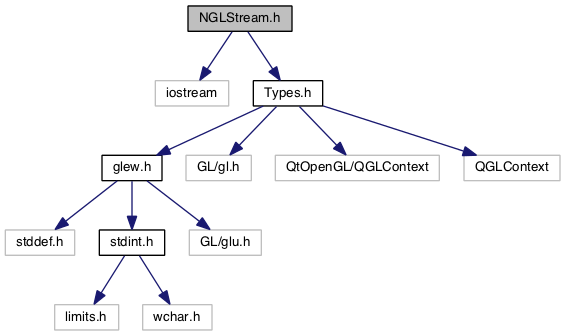 NGLStream.h
iostream
Types.h
glew.h
GL/gl.h
QtOpenGL/QGLContext
QGLContext
stddef.h
stdint.h
GL/glu.h
limits.h
wchar.h